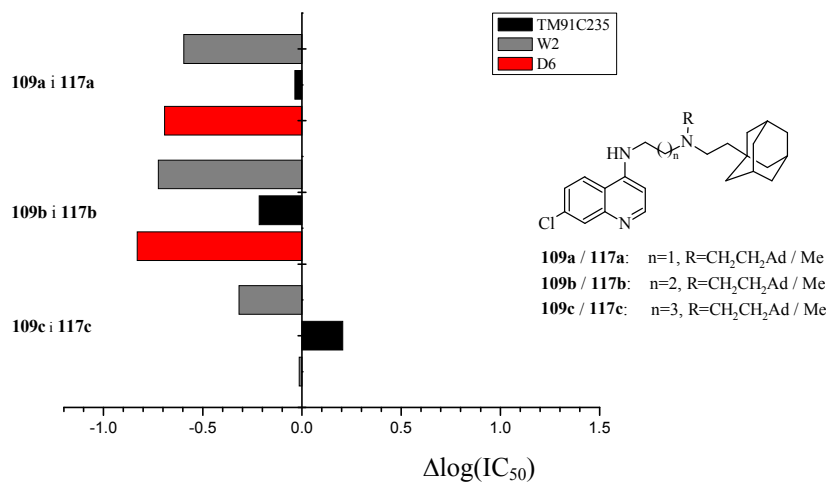 TM91C235
W2
D6
109a i 117a
109b i 117b
109c i 117c
-1.0 -0.5 0.0 0.5 1.0 1.5
Δlog(IC₅₀)
R
HN ( )n N
Cl N
109a / 117a: n=1, R=CH₂CH₂Ad / Me
109b / 117b: n=2, R=CH₂CH₂Ad / Me
109c / 117c: n=3, R=CH₂CH₂Ad / Me